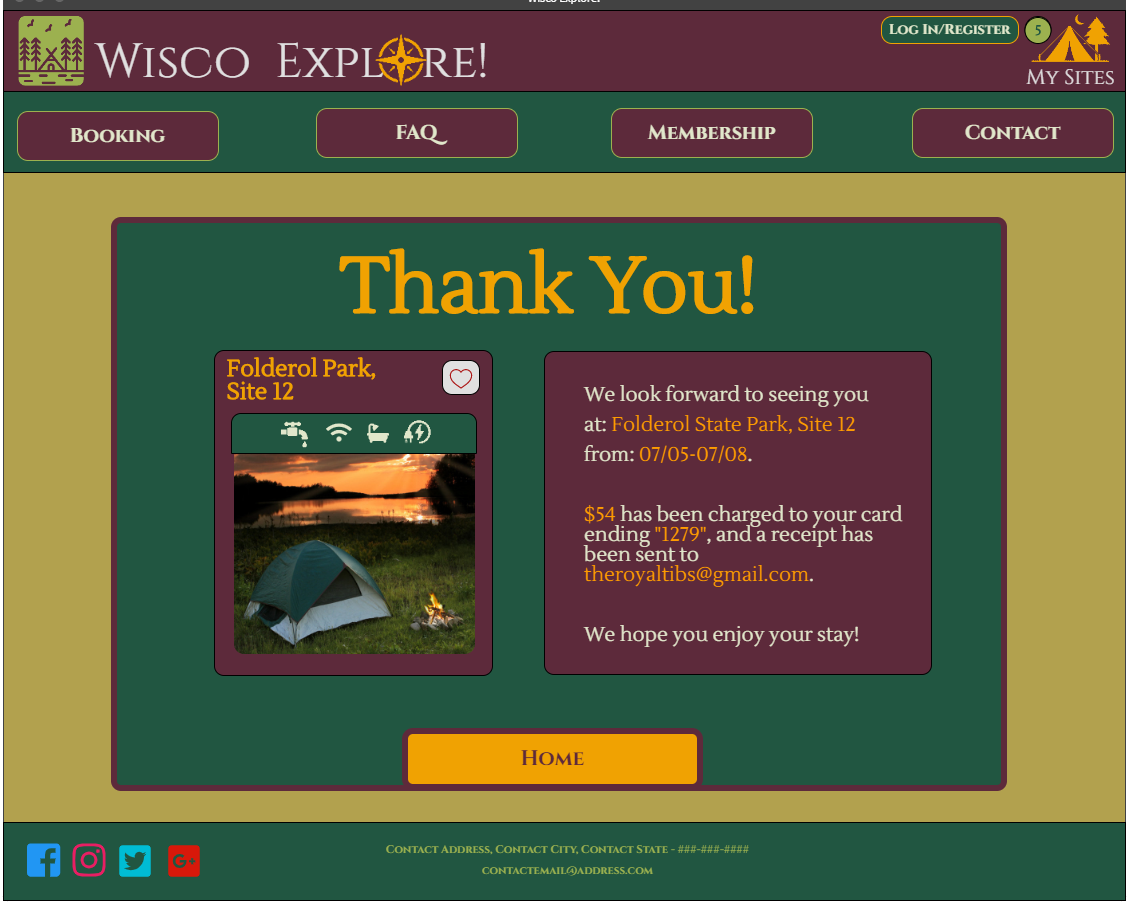 Wisco Explorer
Wisco Explore!
Log In/Register
5
My Sites
Booking
FAQ
Membership
Contact
Thank You!
Folderol Park,
Site 12
We look forward to seeing you
at: Folderol State Park, Site 12
from: 07/05-07/08.
$54 has been charged to your card
ending "1279", and a receipt has
been sent to
theroyaltibs@gmail.com.
We hope you enjoy your stay!
Home
Contact Address, Contact City, Contact State - ###-###-####
contactemail@address.com
G+